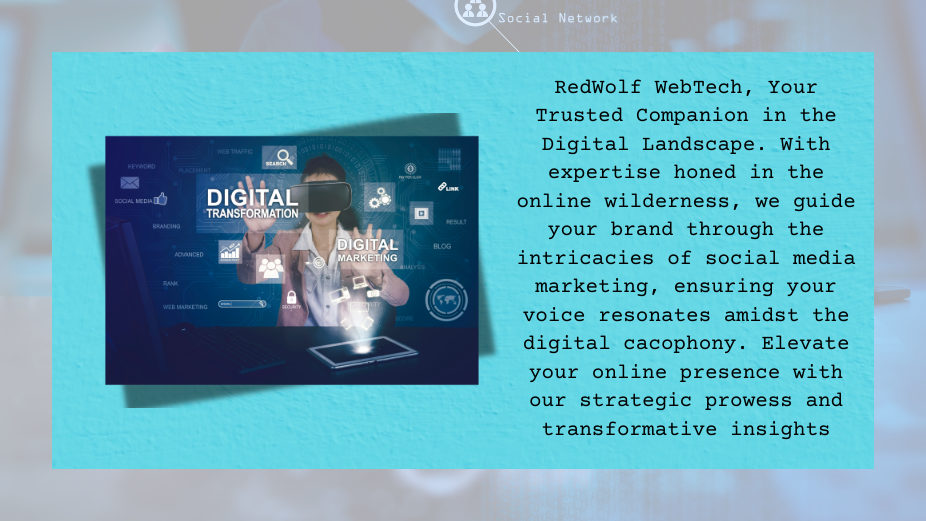 Social Network
RedWolf WebTech, Your
Trusted Companion in the
Digital Landscape. With
expertise honed in the
online wilderness, we guide
your brand through the
intricacies of social media
marketing, ensuring your
voice resonates amidst the
digital cacophony. Elevate
your online presence with
our strategic prowess and
transformative insights
WEB TRAFFIC
KEYWORD
PLACEMENT
SEARCH
LINK
SOCIAL MEDIA
DIGITAL
TRANSFORMATION
BRANDING
RESULT
DIGITAL
MARKETING
BLOG
ADVANCED
ANALYSIS
RANK
WEB MARKETING
SECURITY